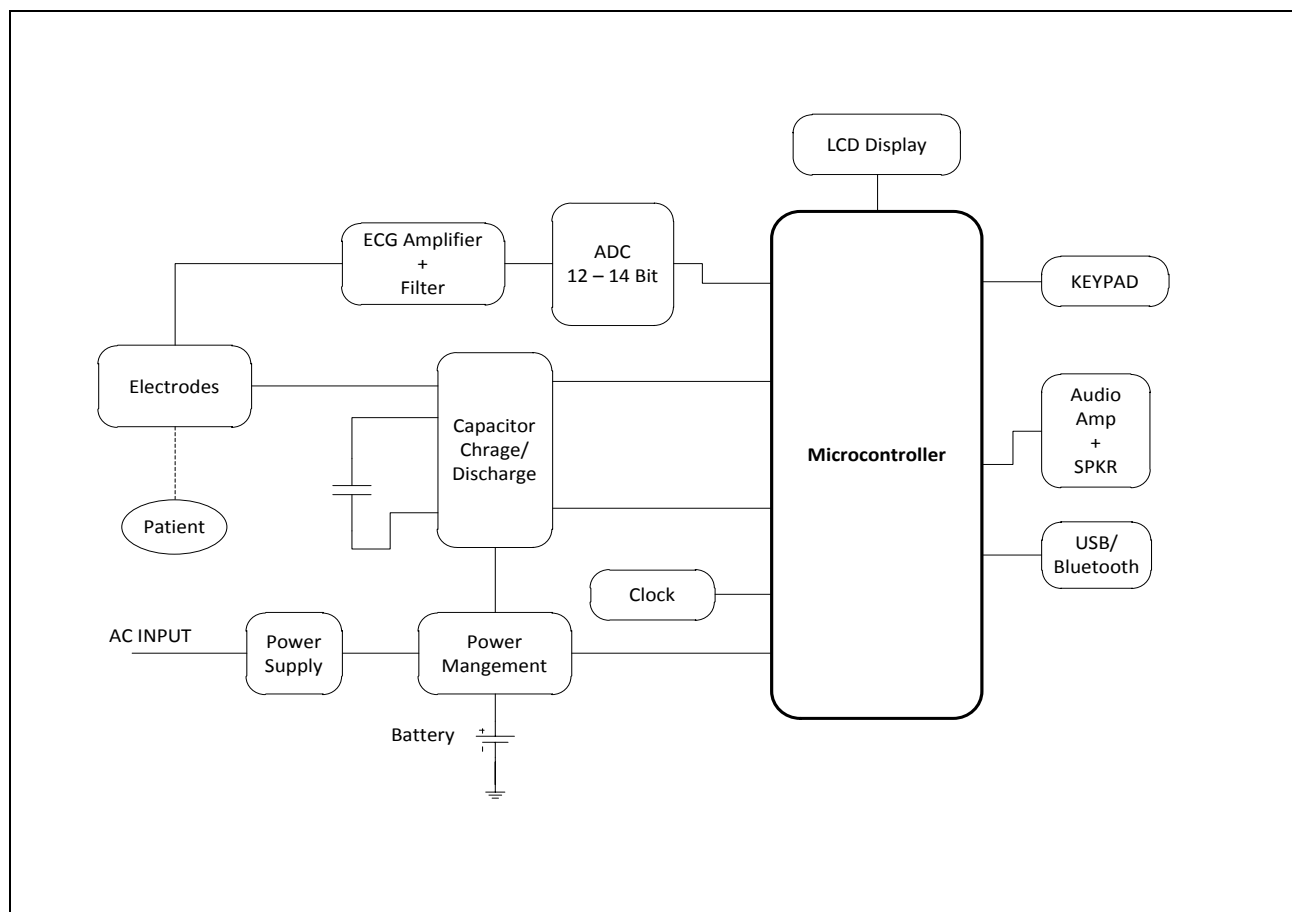 LCD Display
ECG Amplifier
+
Filter
ADC
12 – 14 Bit
KEYPAD
Electrodes
Capacitor
Chrage/
Discharge
Microcontroller
Audio
Amp
+
SPKR
Patient
USB/
Bluetooth
Clock
AC INPUT
Power
Supply
Power
Mangement
Battery
+
-